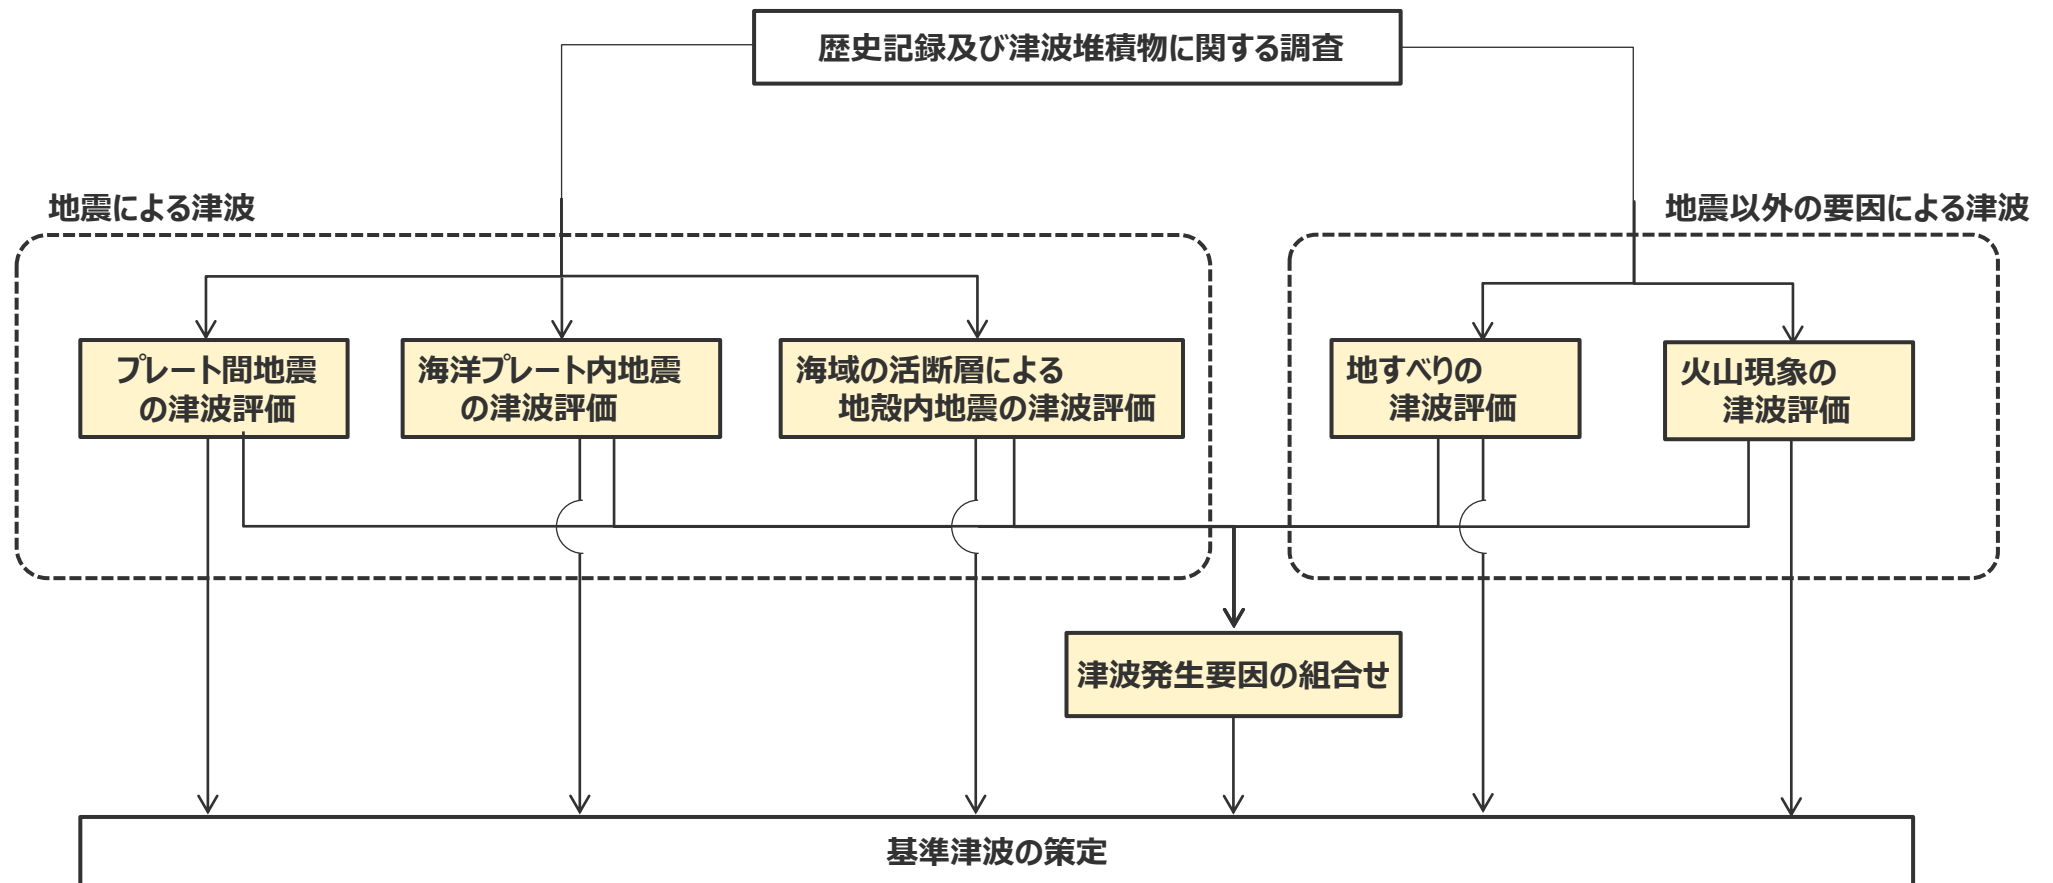 歴史記録及び津波堆積物に関する調査
地震による津波
地震以外の要因による津波
プレート間地震
の津波評価
海洋プレート内地震
の津波評価
海域の活断層による
地殻内地震の津波評価
地すべりの
津波評価
火山現象の
津波評価
津波発生要因の組合せ
基準津波の策定